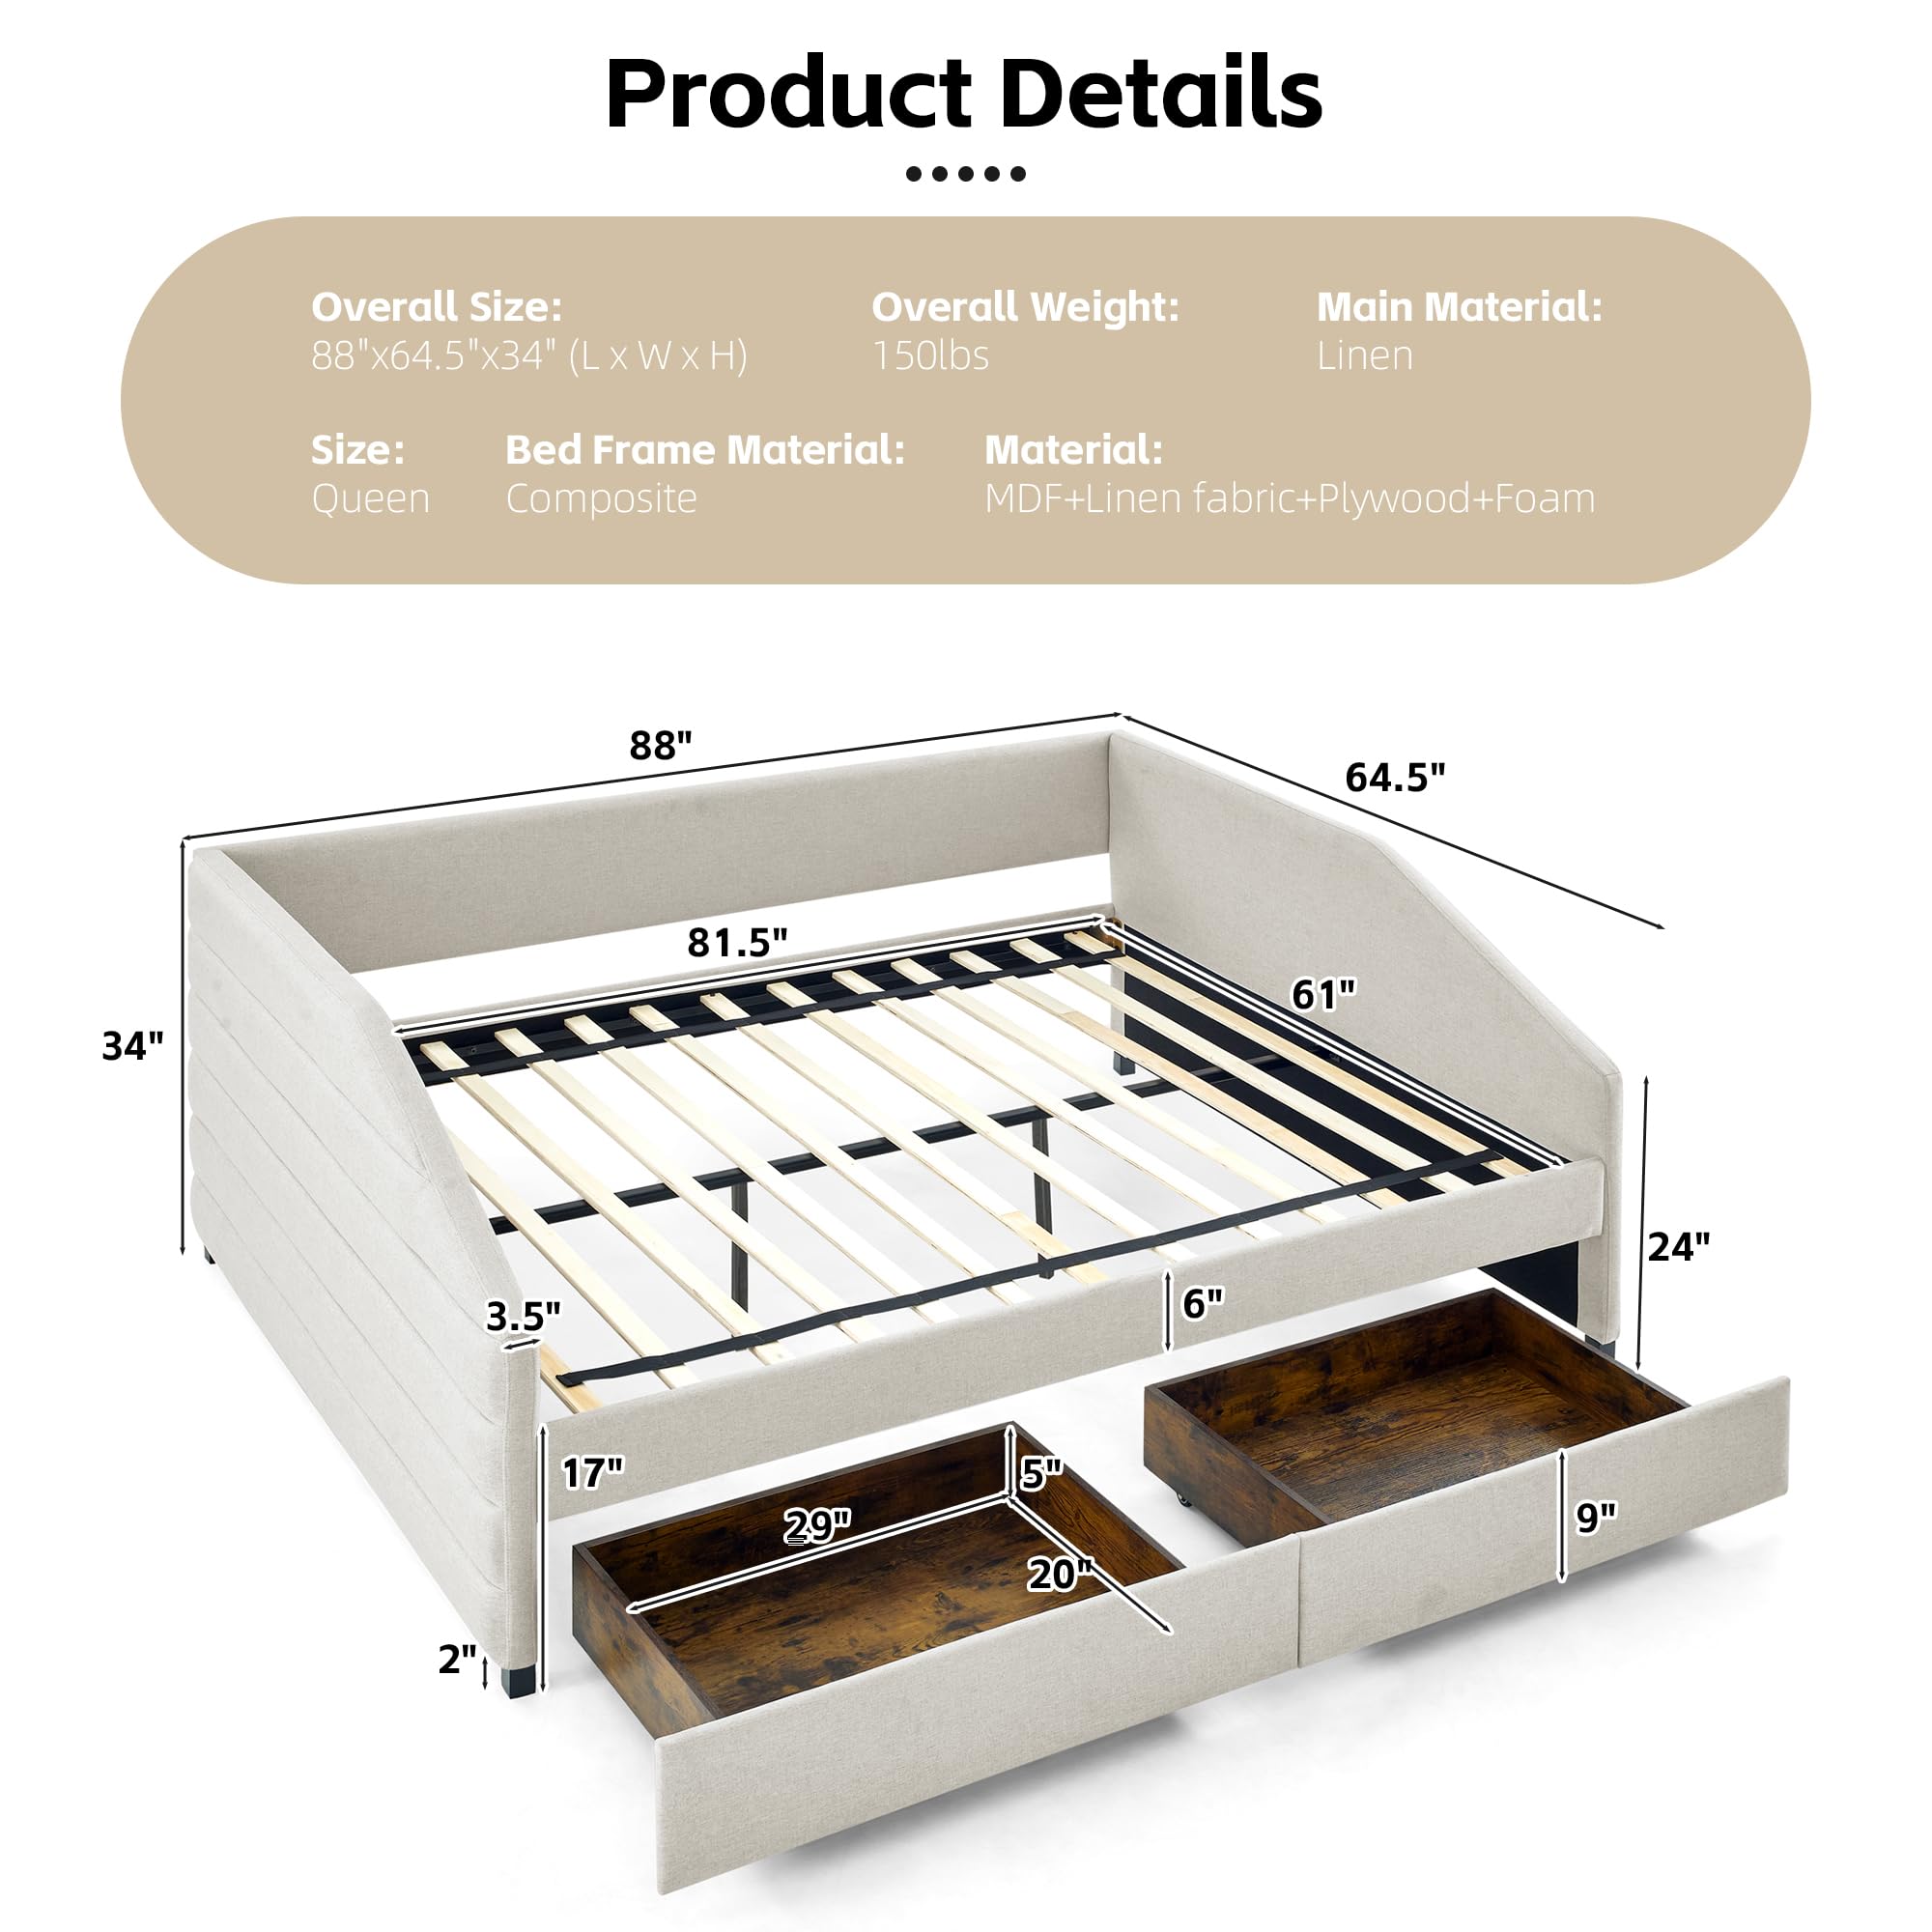 Product Details
Overall Size:
88"x64.5"x34" (L x W x H)
Overall Weight:
150lbs
Main Material:
Linen
Size:
Queen
Bed Frame Material:
Composite
Material:
MDF+Linen fabric+Plywood+Foam
88"
64.5"
81.5"
61"
34"
24"
3.5"
6"
17"
5"
29"
20"
9"
2"